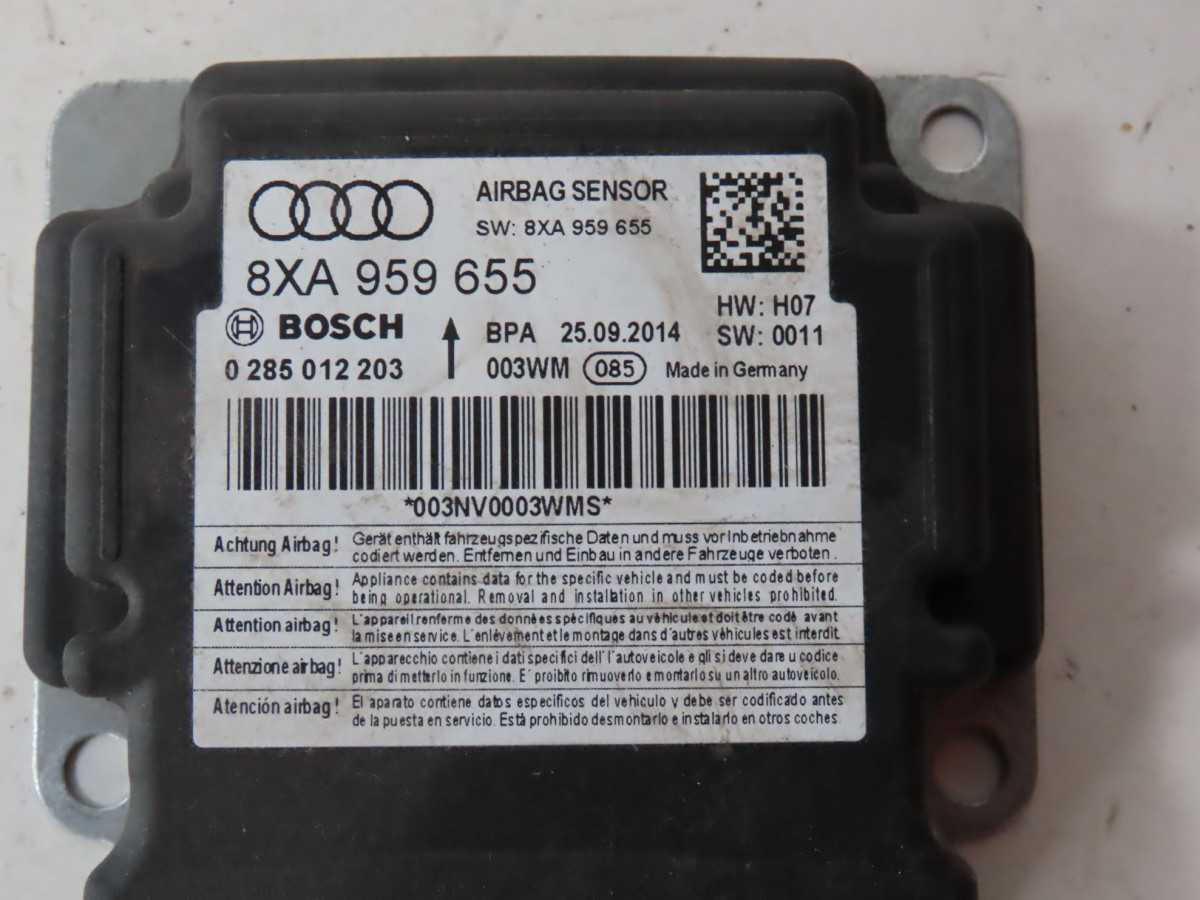 AIRBAG SENSOR
SW: 8XA 959 655
8XA 959 655
HW: H07
BOSCH BPA 25.09.2014 SW: 0011
0 285 012 203 003WM 085 Made in Germany
*003NV0003WMS*
Achtung Airbag! Gerät enthält fahrzeugspezifische Daten und muss vor Inbetriebnahme
codiert werden. Entfernen und Einbau in andere Fahrzeuge verboten.
Attention Airbag! Appliance contains data for the specific vehicle and must be coded before
being operational. Removal and installation in other vehicles prohibited.
Attention airbag! L'appareil renferme des données spécifiques au véhicule et doit être codé avant
la mise en service. L'enlèvement et le montage dans d'autres véhicules est interdit.
Attenzione airbag! L'apparecchio contiene i dati specifici dell'l'autoveicole e gli si deve dare u codice
prima di metterlo in funzione. E' proibito rimuoverlo e montarlo su un altro autoveicolo.
Atención airbag! El aparato contiene datos especificos del vehiculo y debe ser codificado antes
de la puesta en servicio. Está prohibido desmontarlo e instalarlo en otros coches